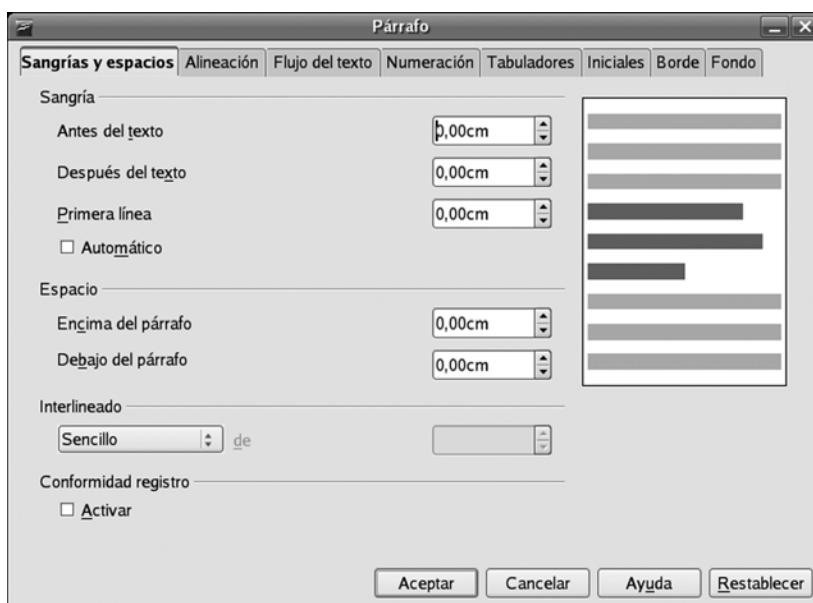 Párrafo
Sangrías y espacios Alineación Flujo del texto Numeración Tabuladores Iniciales Borde Fondo
Sangría
Antes del texto 0,00cm
Después del texto 0,00cm
Primera línea 0,00cm
Automático
Espacio
Encima del párrafo 0,00cm
Debajo del párrafo 0,00cm
Interlineado
Sencillo de
Conformidad registro
Activar
Aceptar Cancelar Ayuda Restablecer